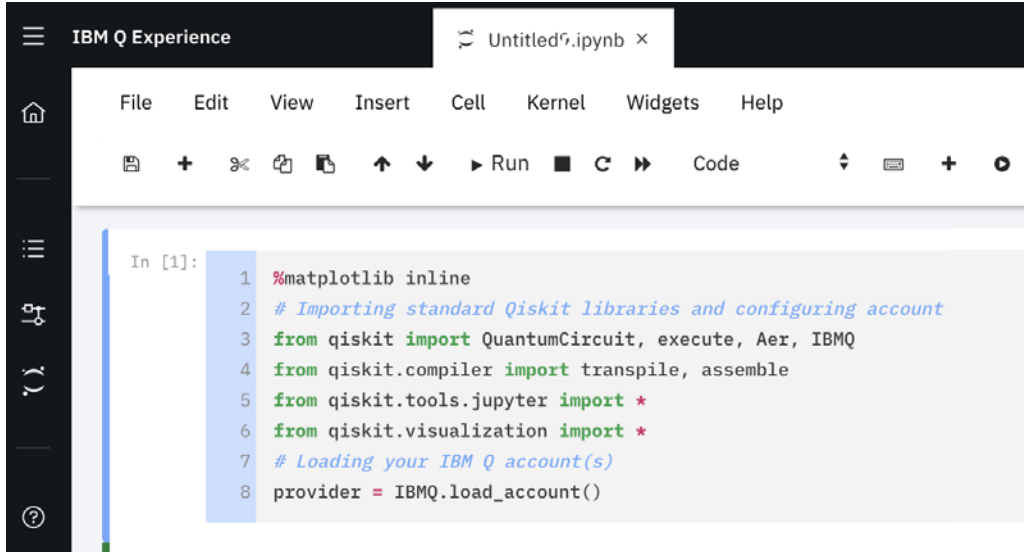 IBM Q Experience
.ipynb ×
File Edit View Insert Cell Kernel Widgets Help
Run Code
In [1]:
1 %matplotlib inline
2 # Importing standard Qiskit libraries and configuring account
3 from qiskit import QuantumCircuit, execute, Aer, IBMQ
4 from qiskit.compiler import transpile, assemble
5 from qiskit.tools.jupyter import *
6 from qiskit.visualization import *
7 # Loading your IBM Q account(s)
8 provider = IBMQ.load_account()